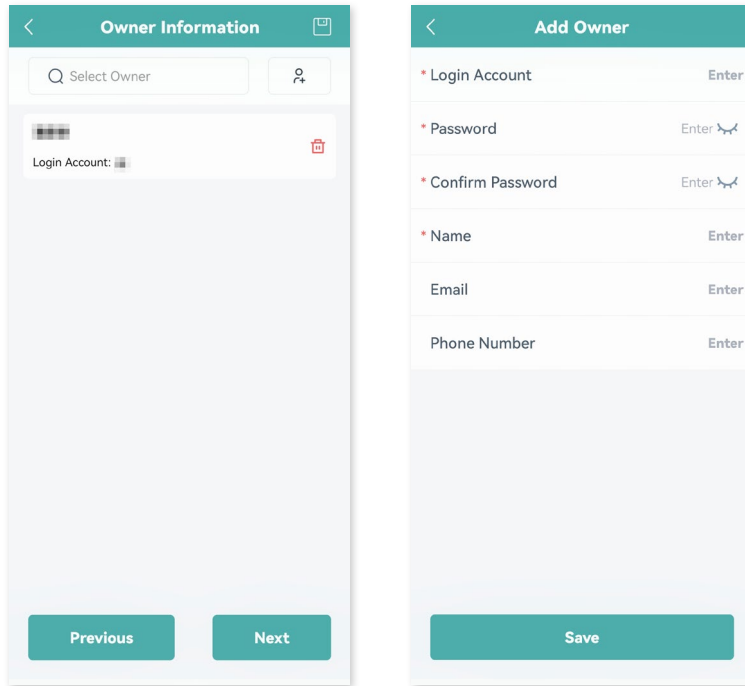 Owner Information
Select Owner
Login Account:
Previous
Next
Add Owner
* Login Account
Enter
* Password
Enter
* Confirm Password
Enter
* Name
Enter
Email
Enter
Phone Number
Enter
Save